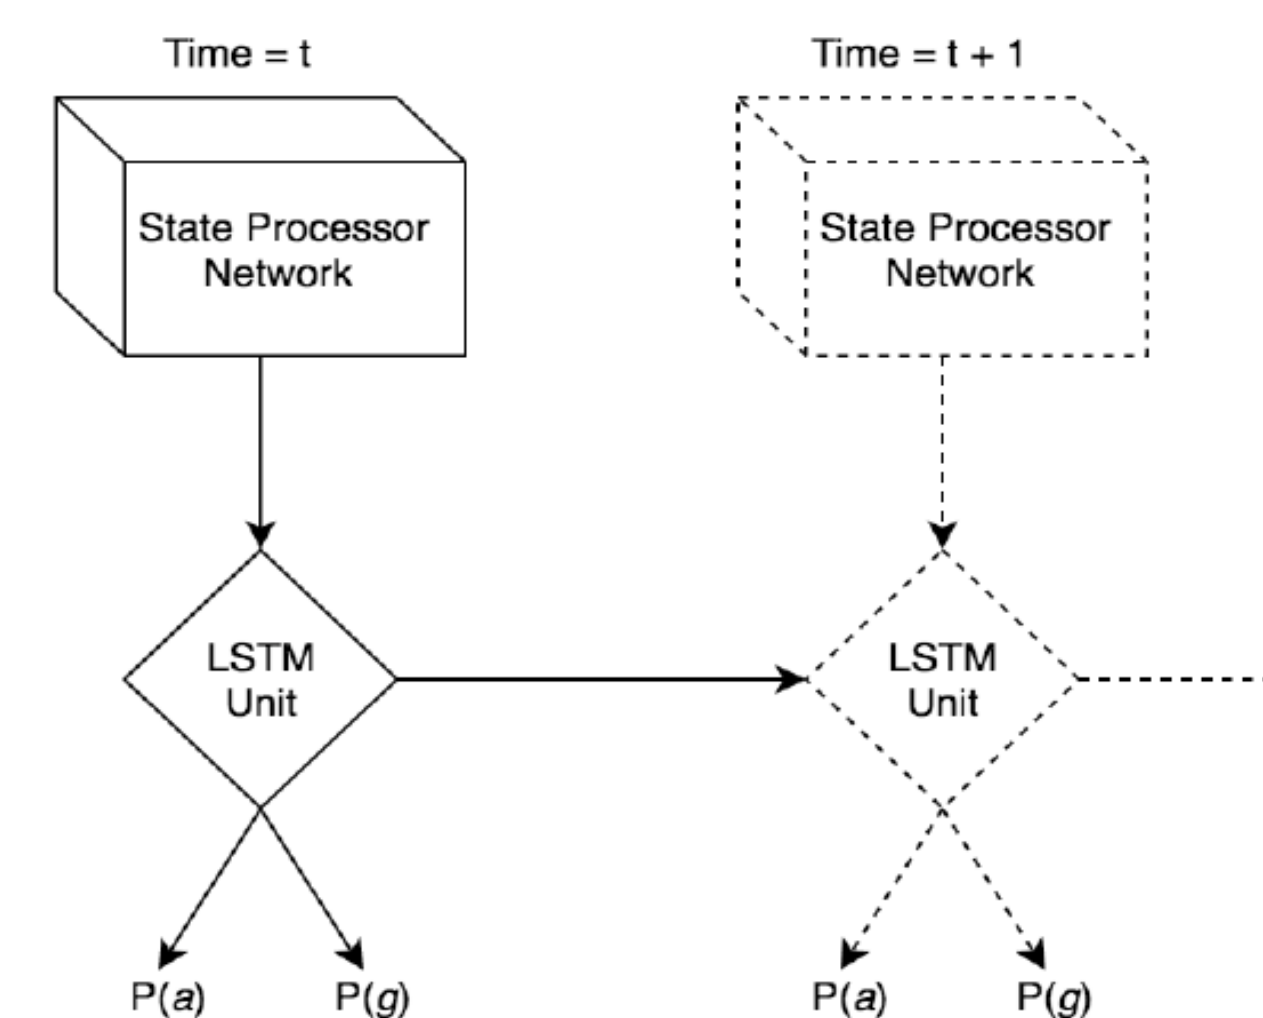 Time = t
Time = t + 1
State Processor
Network
State Processor
Network
LSTM
Unit
LSTM
Unit
P(a)
P(g)
P(a)
P(g)